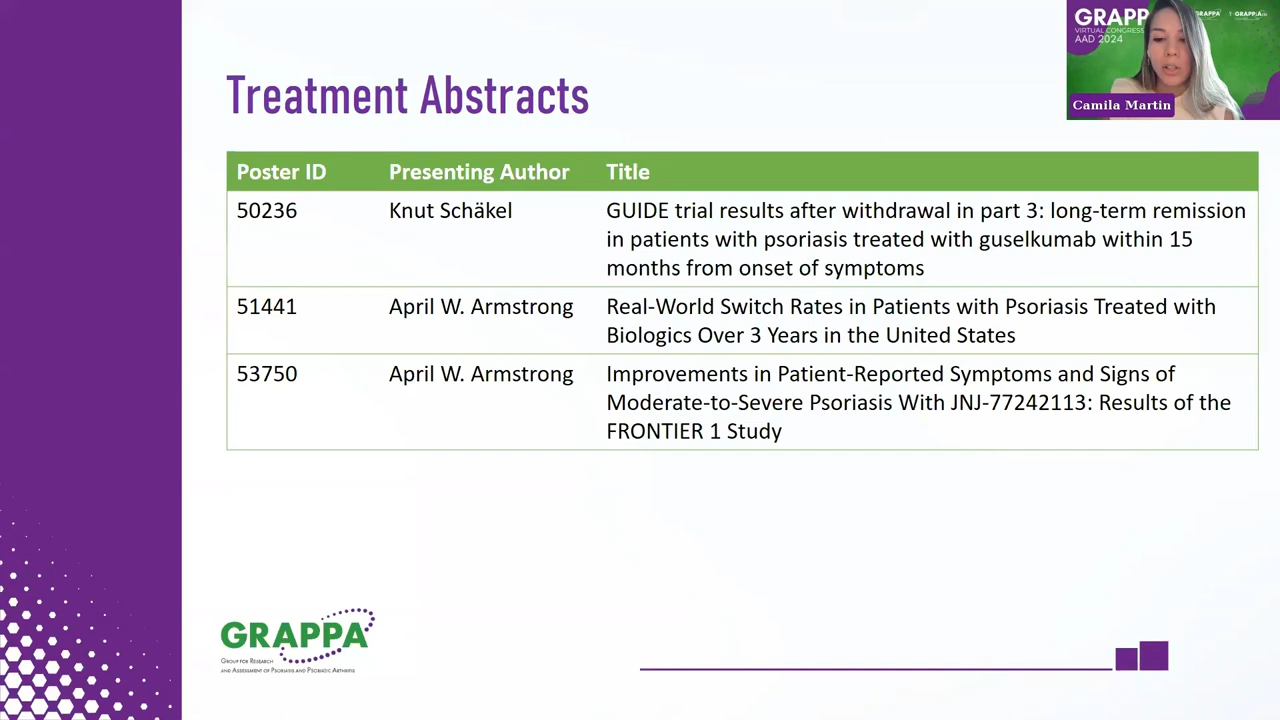 GRAPP
VIRTUAL CONGRESS
AAD 2024
GRAPPA
Camila Martin
Treatment Abstracts
Poster ID Presenting Author Title
50236 Knut Schäkel GUIDE trial results after withdrawal in part 3: long-term remission
in patients with psoriasis treated with guselkumab within 15
months from onset of symptoms
51441 April W. Armstrong Real-World Switch Rates in Patients with Psoriasis Treated with
Biologics Over 3 Years in the United States
53750 April W. Armstrong Improvements in Patient-Reported Symptoms and Signs of
Moderate-to-Severe Psoriasis With JNJ-77242113: Results of the
FRONTIER 1 Study
GRAPPA
Group for Research
and Assessment of Psoriasis and Psoriatic Arthritis